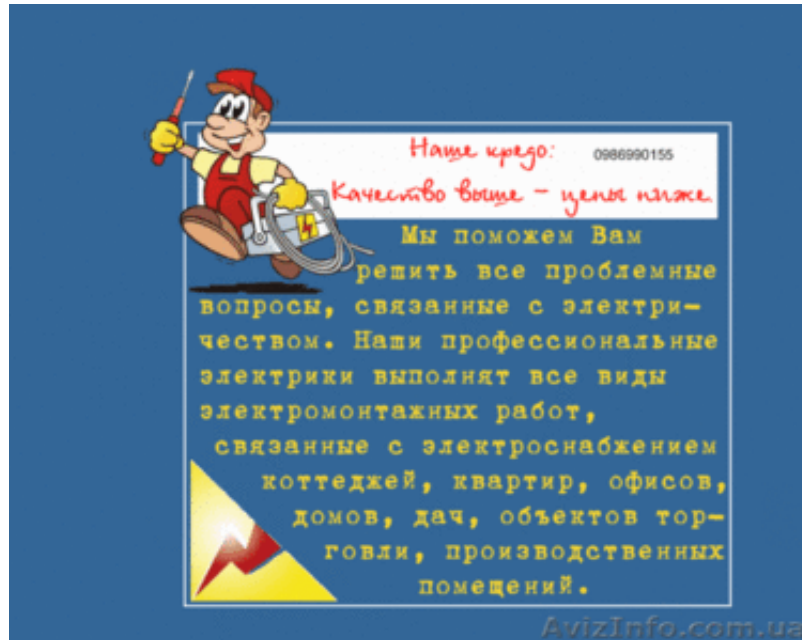 Наше кредо: 0986990155
Качество выше – цены ниже.
Мы поможем Вам
решить все проблемные
вопросы, связанные с электри-
чеством. Наши профессиональные
электрики выполнят все виды
электромонтажных работ,
связанные с электроснабжением
коттеджей, квартир, офисов,
домов, дач, объектов тор-
говли, производственных
помещений.
AvizInfo.com.ua